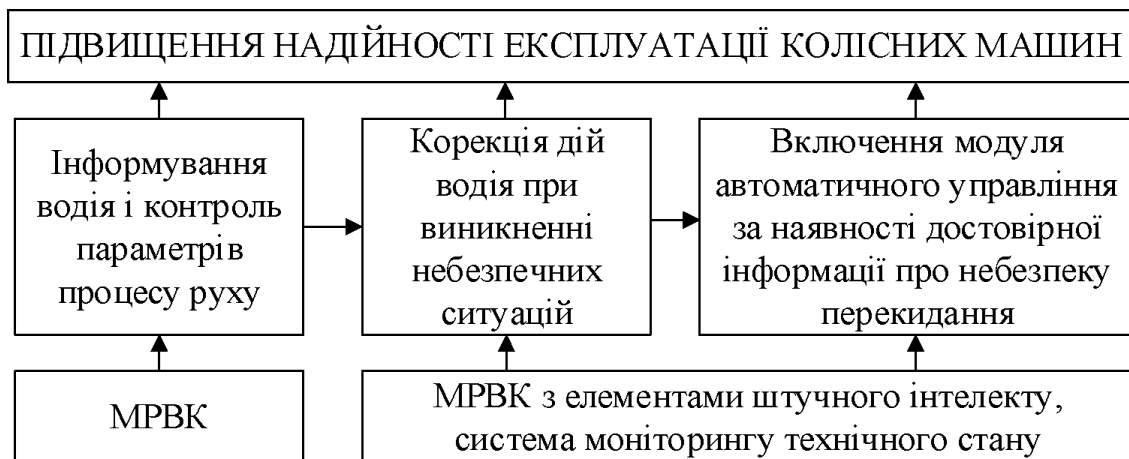 ПІДВИЩЕННЯ НАДІЙНОСТІ ЕКСПЛУАТАЦІЇ КОЛІСНИХ МАШИН
Інформування
водія і контроль
параметрів
процесу руху
Корекція дій
водія при
виникненні
небезпечних
ситуацій
Включення модуля
автоматичного управління
за наявності достовірної
інформації про небезпеку
перекидання
МРВК
МРВК з елементами штучного інтелекту,
система моніторингу технічного стану